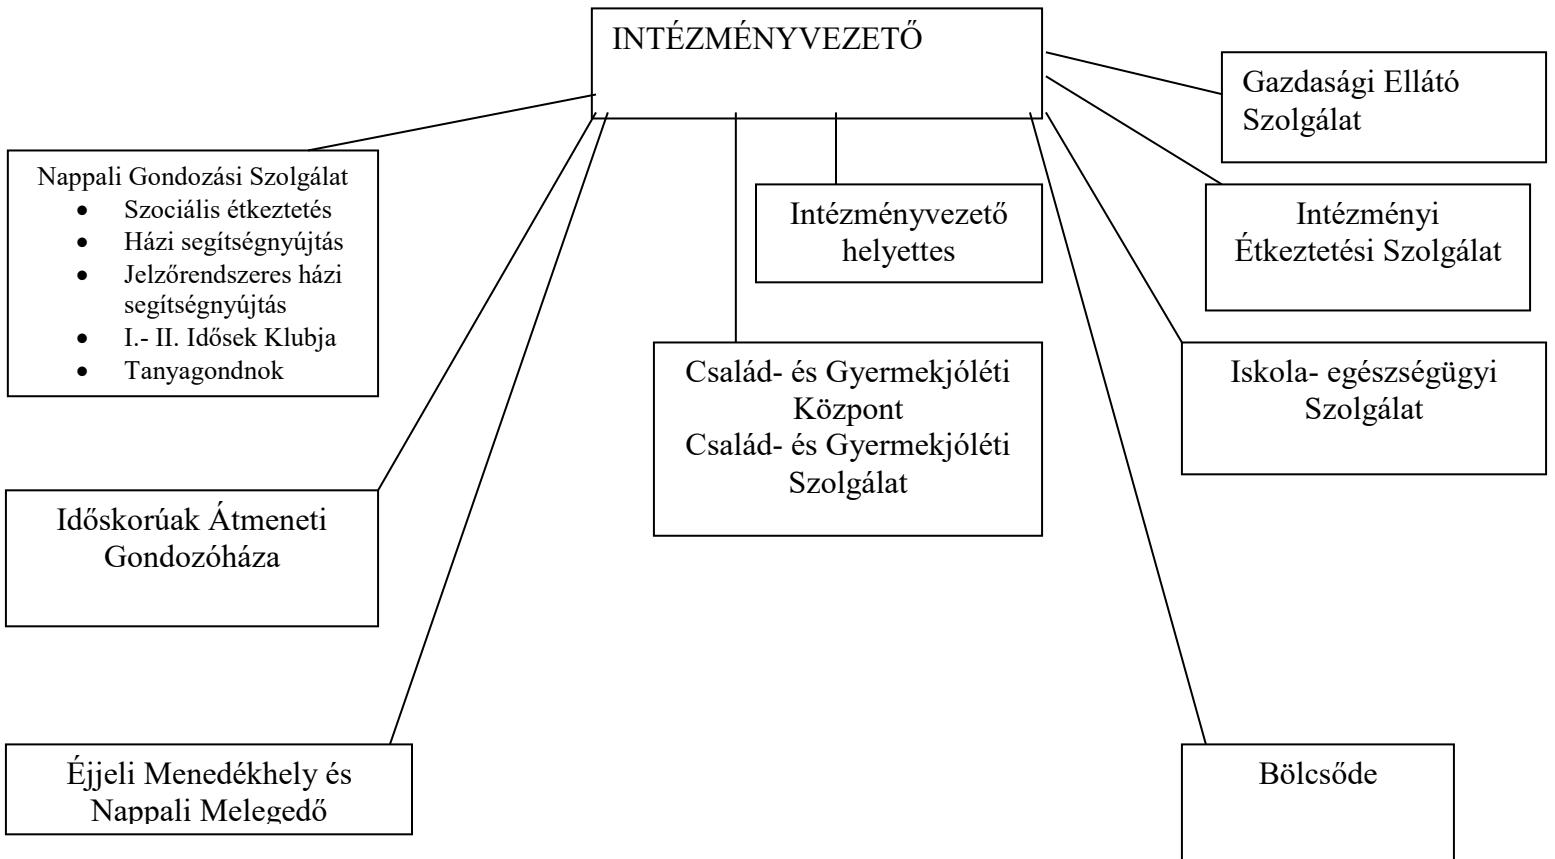 INTÉZMÉNYVEZETŐ
Gazdasági Ellátó
Szolgálat
Nappali Gondozási Szolgálat
• Szociális étkeztetés
• Házi segítségnyújtás
• Jelzőrendszeres házi
segítségnyújtás
• I.- II. Idősek Klubja
• Tanyagondnok
Intézményvezető
helyettes
Intézményi
Étkeztetési Szolgálat
Család- és Gyermekjóléti
Központ
Család- és Gyermekjóléti
Szolgálat
Iskola- egészségügyi
Szolgálat
Időskorúak Átmeneti
Gondozóháza
Éjjeli Menedékhely és
Nappali Melegedő
Bölcsőde